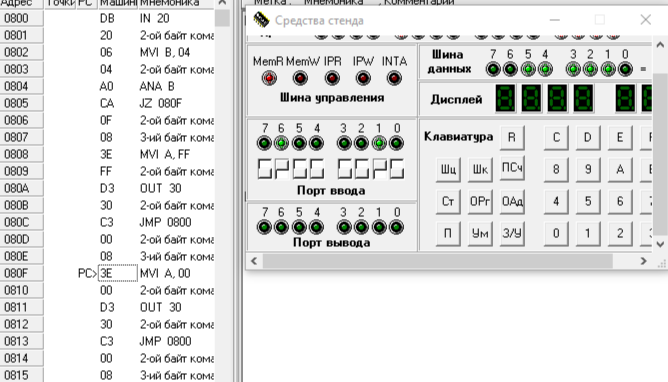 Адрес Точки PC Машинн Мнемоника
Метка , Мнемоника , Комментарий
0800 DB IN 20
0801 20 2-ой байт кома
0802 06 MVI B, 04
0803 04 2-ой байт кома
0804 A0 ANA B
0805 CA JZ 080F
0806 0F 2-ой байт кома
0807 08 3-ий байт кома
0808 3E MVI A, FF
0809 FF 2-ой байт кома
080A D3 OUT 30
080B 30 2-ой байт кома
080C C3 JMP 0800
080D 00 2-ой байт кома
080E 08 3-ий байт кома
080F PC> 3E MVI A, 00
0810 00 2-ой байт кома
0811 D3 OUT 30
0812 30 2-ой байт кома
0813 C3 JMP 0800
0814 00 2-ой байт кома
0815 08 3-ий байт кома
Средства стенда
MemR MemW IPR IPW INTA
Шина управления
7 6 5 4 3 2 1 0
Порт ввода
7 6 5 4 3 2 1 0
Порт вывода
Шина данных 7 6 5 4 3 2 1 0 =
Дисплей
Клавиатура R C D E F
Шц Шк ПСч 8 9 A B
Ст ОРг ОАд 4 5 6 7
П Ум З/У 0 1 2 3